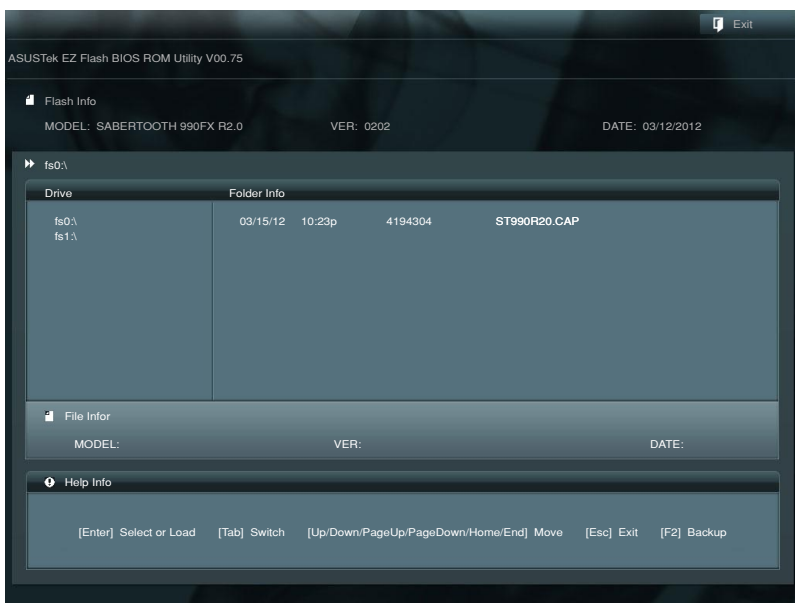 Exit
ASUSTek EZ Flash BIOS ROM Utility V00.75
Flash Info
MODEL: SABERTOOTH 990FX R2.0 VER: 0202 DATE: 03/12/2012
fs0:\
Drive Folder Info
fs0:\ 03/15/12 10:23p 4194304 ST990R20.CAP
fs1:\
File Infor
MODEL: VER: DATE:
Help Info
[Enter] Select or Load [Tab] Switch [Up/Down/PageUp/PageDown/Home/End] Move [Esc] Exit [F2] Backup